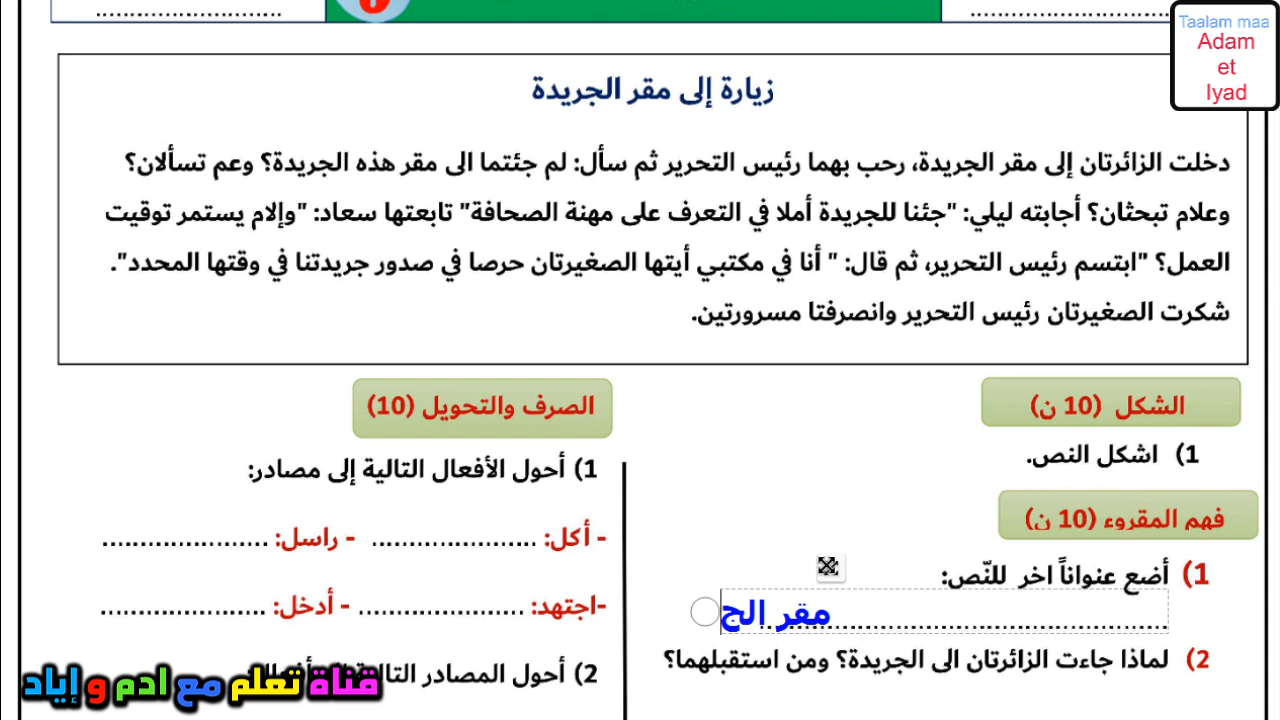 Taalam maa
Adam
et
Iyad
زيارة إلى مقر الجريدة
دخلت الزائرتان إلى مقر الجريدة، رحب بهما رئيس التحرير ثم سأل: لم جئتما الى مقر هذه الجريدة؟ وعم تسألان؟
وعلام تبحثان؟ أجابته ليلي: "جئنا للجريدة أملا في التعرف على مهنة الصحافة" تابعتها سعاد: "وإلام يستمر توقيت
العمل؟ "ابتسم رئيس التحرير، ثم قال: " أنا في مكتبي أيتها الصغيرتان حرصا في صدور جريدتنا في وقتها المحدد".
شكرت الصغيرتان رئيس التحرير وانصرفتا مسرورتين.
الشكل (10 ن)
1) اشكل النص.
فهم المقروء (10 ن)
1) أضع عنواناً اخر للنّص:
مقر الج
2) لماذا جاءت الزائرتان الى الجريدة؟ ومن استقبلهما؟
الصرف والتحويل (10)
1) أحول الأفعال التالية إلى مصادر:
- أكل: ...................... - راسل: ......................
-اجتهد: ...................... - أدخل: ......................
2) أحول المصادر
قناة تعلم مع ادم و إياد